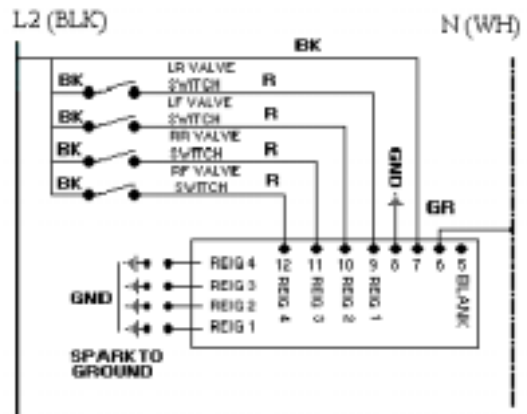 L2 (BLK)
N (WH)
BK
BK
LR VALVE
SWITCH
R
BK
LF VALVE
SWITCH
R
BK
RR VALVE
SWITCH
R
BK
RF VALVE
SWITCH
R
GND
GR
REIG 4
12
11
10
9
8
7
6
5
REIG 3
REIG 2
REIG 1
REIG 4
REIG 3
REIG 2
REIG 1
BLANK
GND
SPARK TO
GROUND